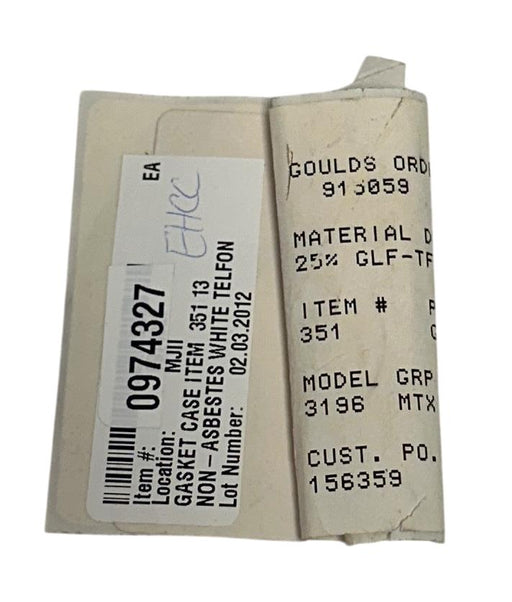 EA
EHCC
Item #: 0974327
Location: MJII
GASKET CASE ITEM 351 13
NON-ASBESTES WHITE TELFON
Lot Number: 02.03.2012
GOULDS ORD
915059
MATERIAL D
25% GLF-TF
ITEM # P
351
MODEL GRP
3196 MTX
CUST. PO.
156359